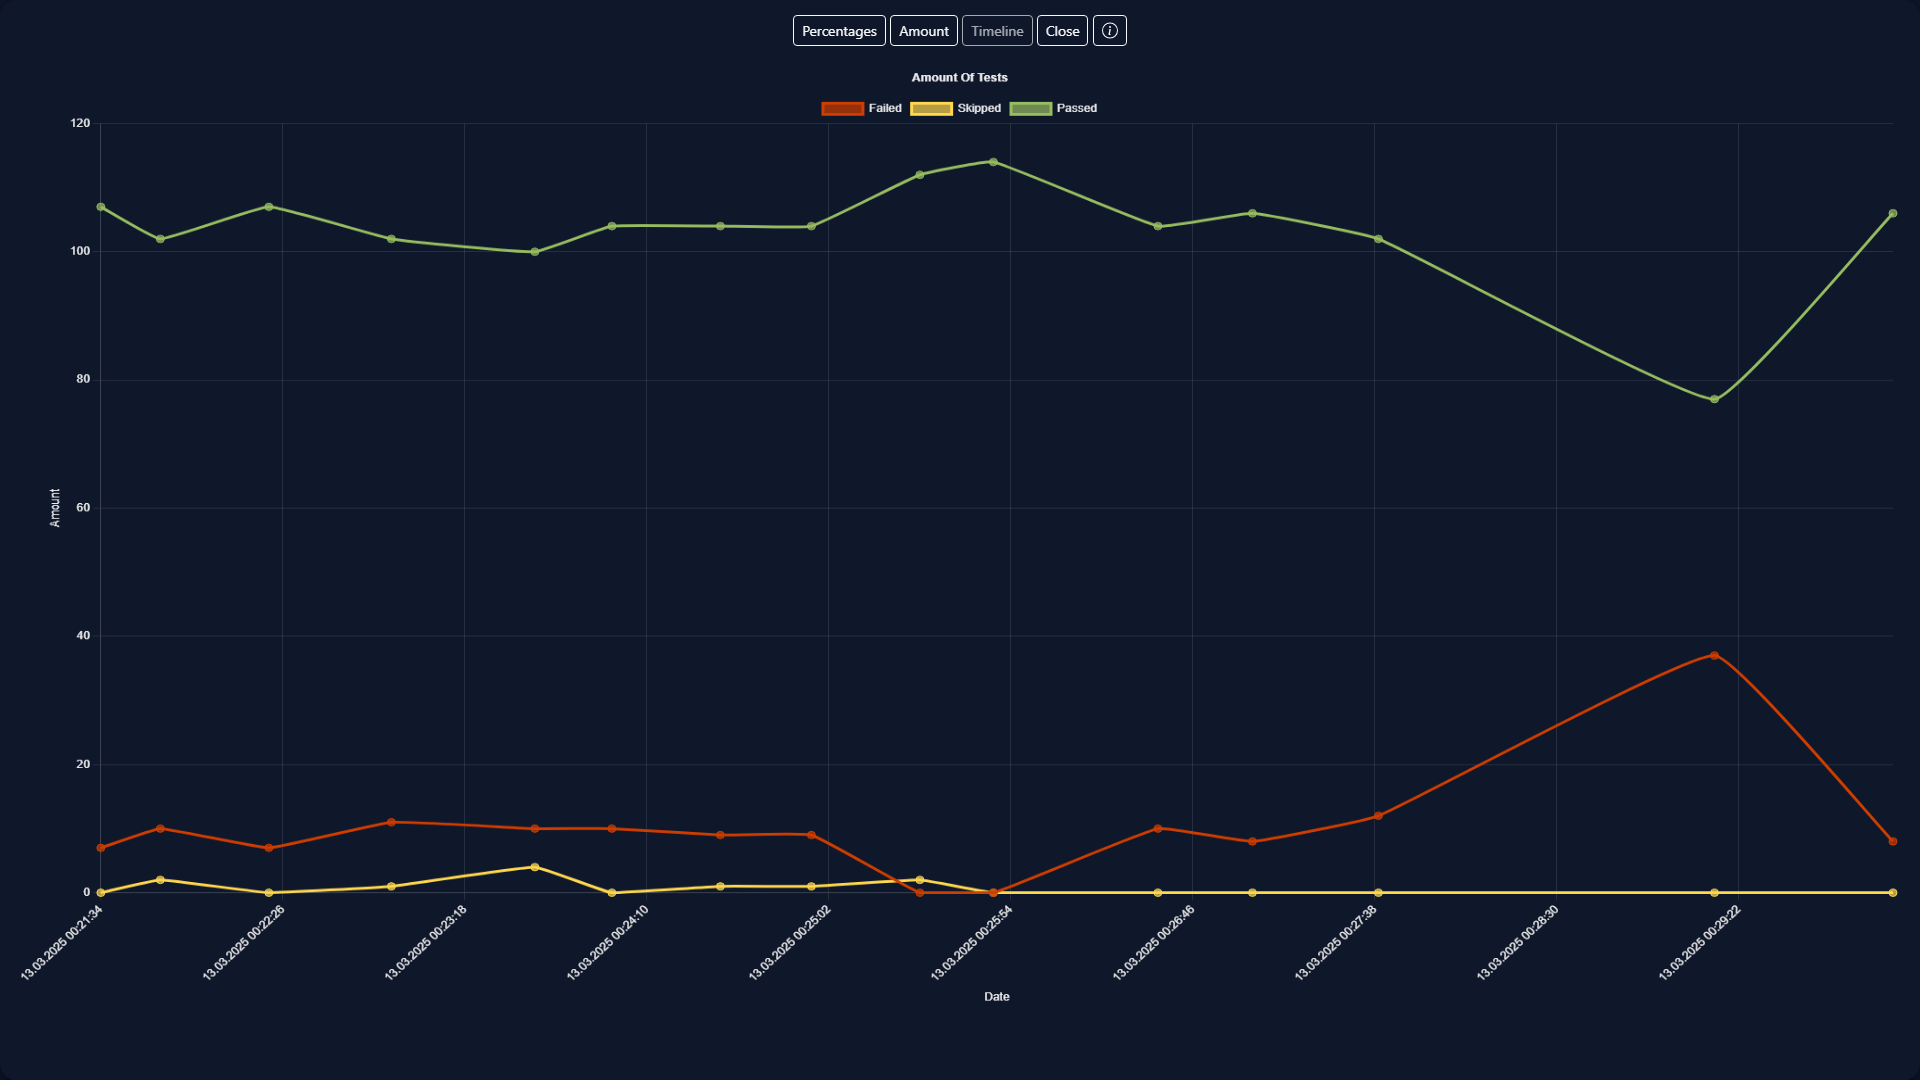 Percentages Amount Timeline Close
Amount Of Tests
Failed Skipped Passed
120
100
80
60
40
20
0
Amount
13.03.2025 00:21:34 13.03.2025 00:22:26 13.03.2025 00:23:18 13.03.2025 00:24:10 13.03.2025 00:25:02 13.03.2025 00:25:54 13.03.2025 00:26:46 13.03.2025 00:27:38 13.03.2025 00:28:30 13.03.2025 00:29:22
Date